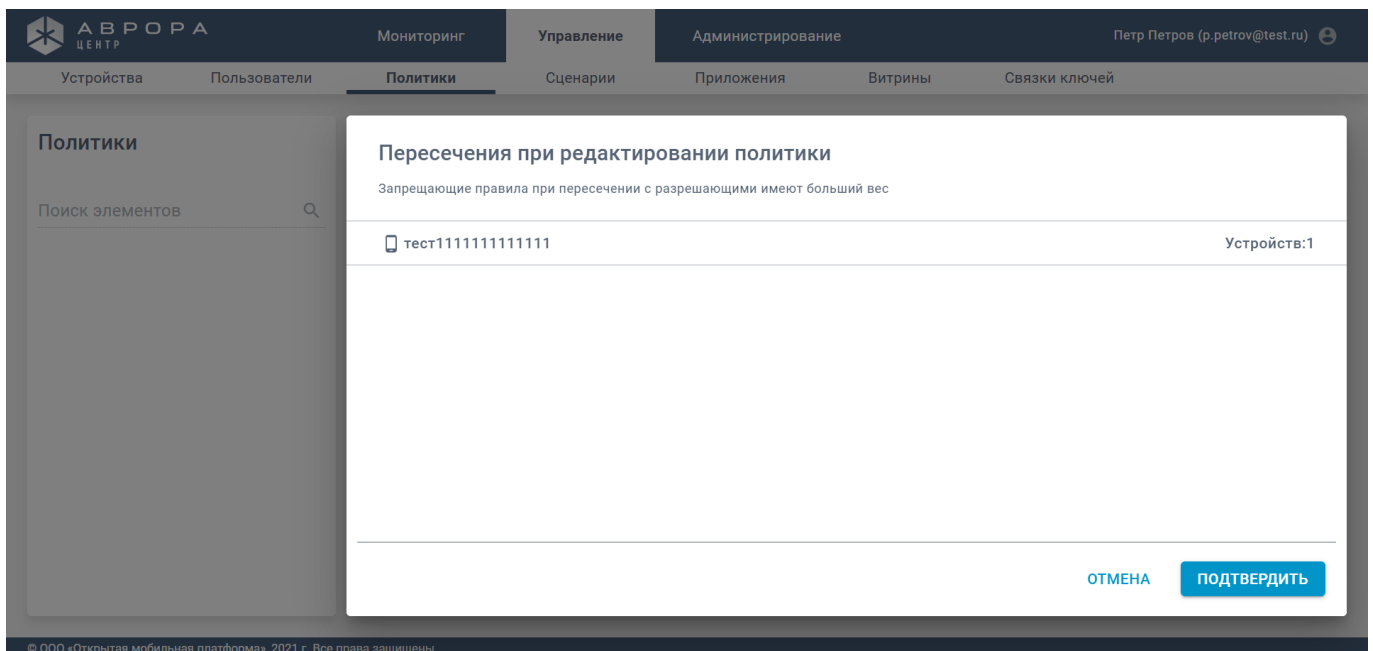 АВРОРА
ЦЕНТР
Мониторинг Управление Администрирование Петр Петров (p.petrov@test.ru)
Устройства Пользователи Политики Сценарии Приложения Витрины Связки ключей
Политики
Поиск элементов
Пересечения при редактировании политики
Запрещающие правила при пересечении с разрешающими имеют больший вес
тест1111111111111 Устройств:1
ОТМЕНА ПОДТВЕРДИТЬ
© ООО «Открытая мобильная платформа», 2021 г. Все права защищены